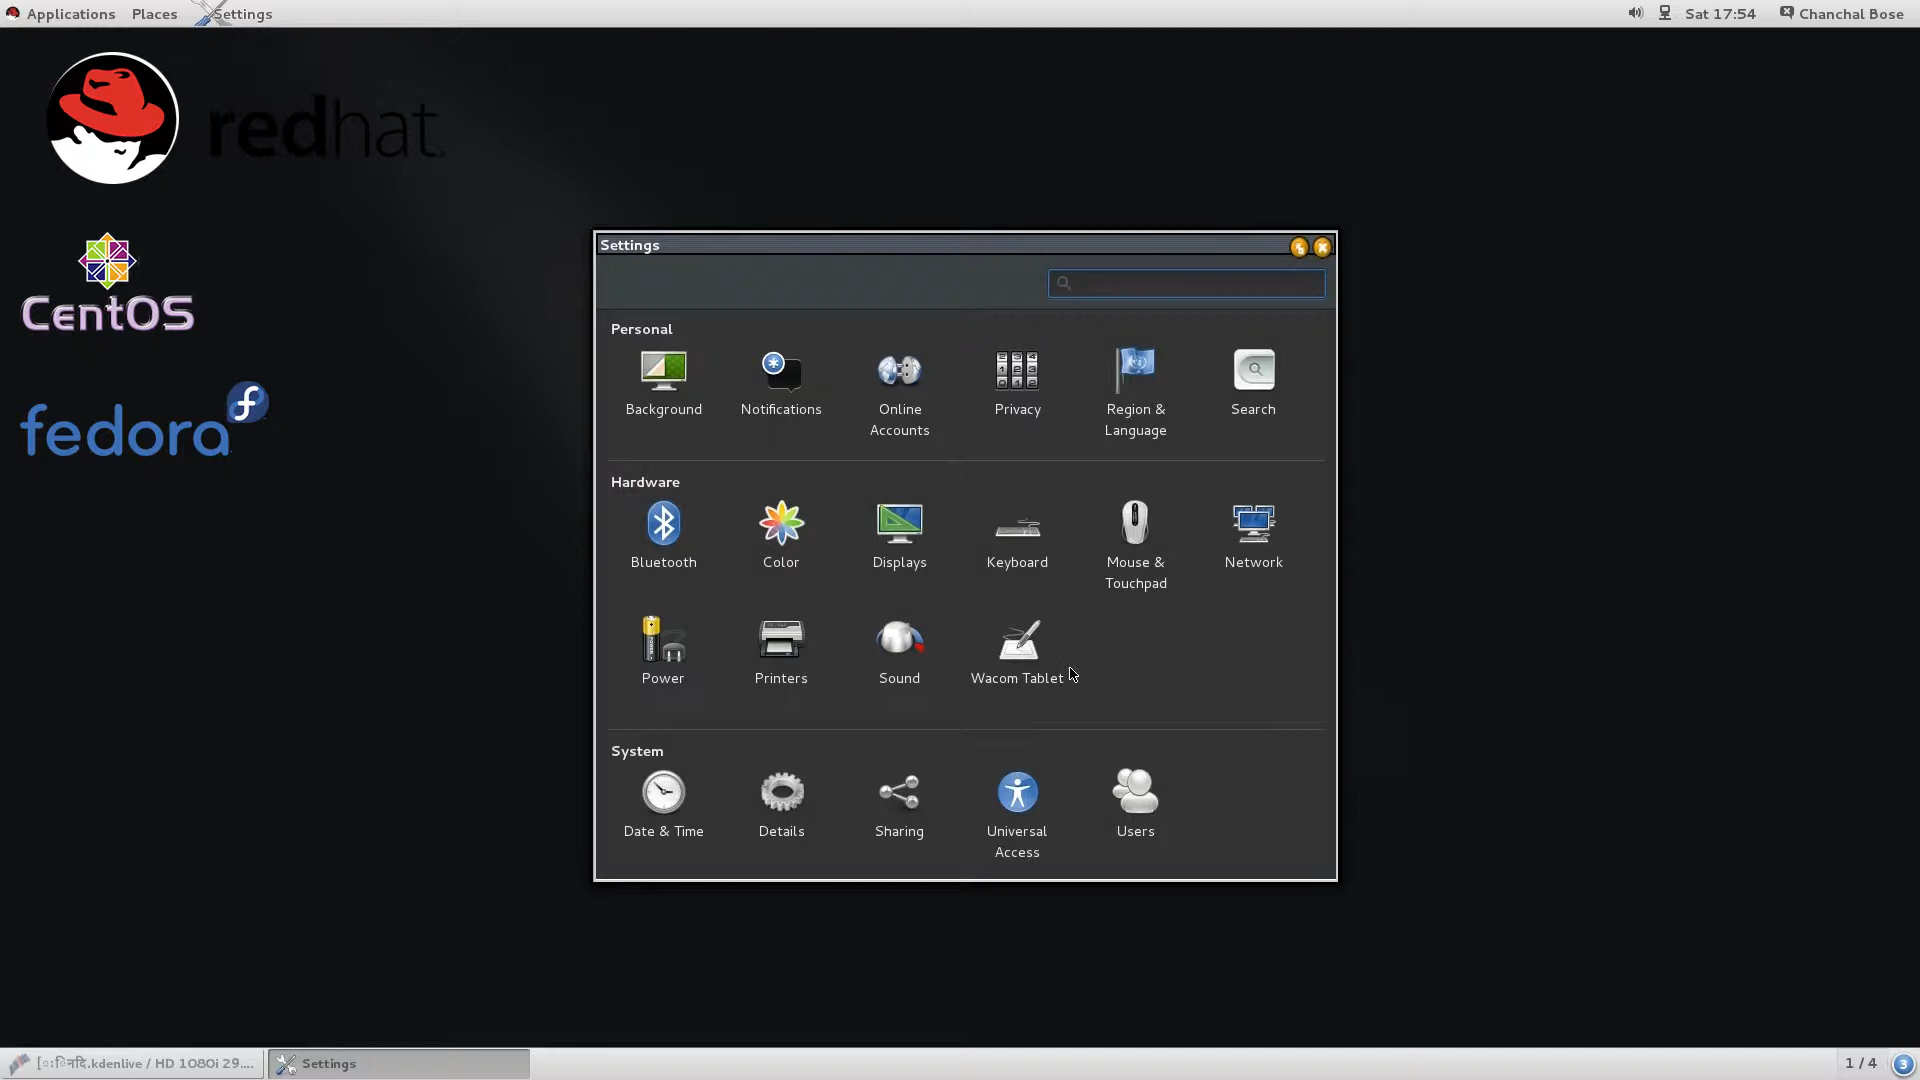 Applications Places Settings Sat 17:54 Chanchal Bose
redhat.
CentOS
fedora
Settings
Personal
Background Notifications Online Accounts Privacy Region & Language Search
Hardware
Bluetooth Color Displays Keyboard Mouse & Touchpad Network
Power Printers Sound Wacom Tablet
System
Date & Time Details Sharing Universal Access Users
.kdenlive / HD 1080i 29.... Settings 1 / 4 3